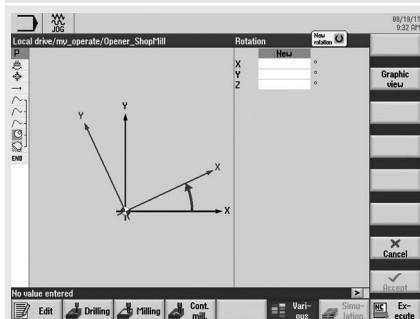 JOG
08/19/11
9:32 AM
Local drive/my_operate/Opener_ShopMill
Rotation
New rotation
P
END
New
X °
Y °
Z °
Y
Y
X
X
Graphic view
Cancel
Accept
No value entered
Edit
Drilling
Milling
Cont. mill.
Vari- ous
Simu- lation
NC
Ex- ecute